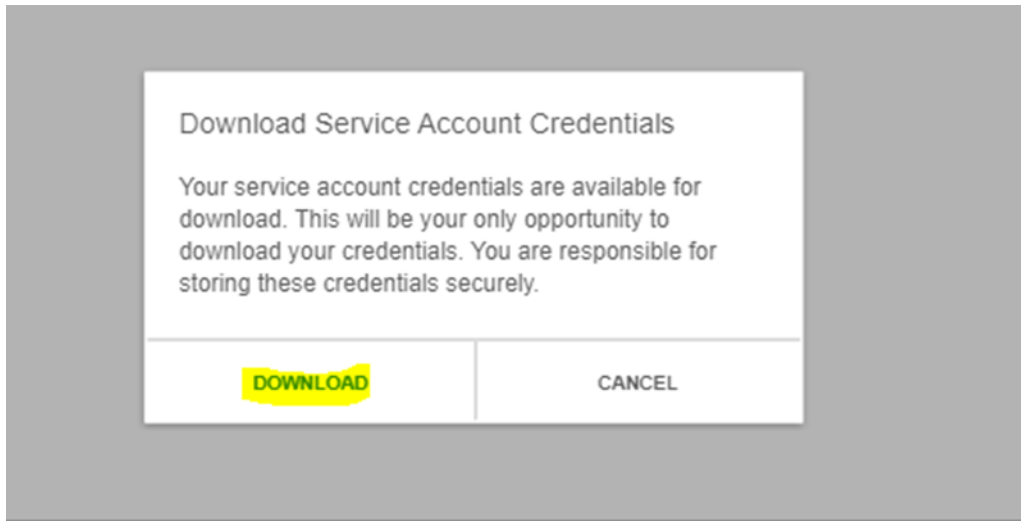 Download Service Account Credentials
Your service account credentials are available for
download. This will be your only opportunity to
download your credentials. You are responsible for
storing these credentials securely.
DOWNLOAD
CANCEL